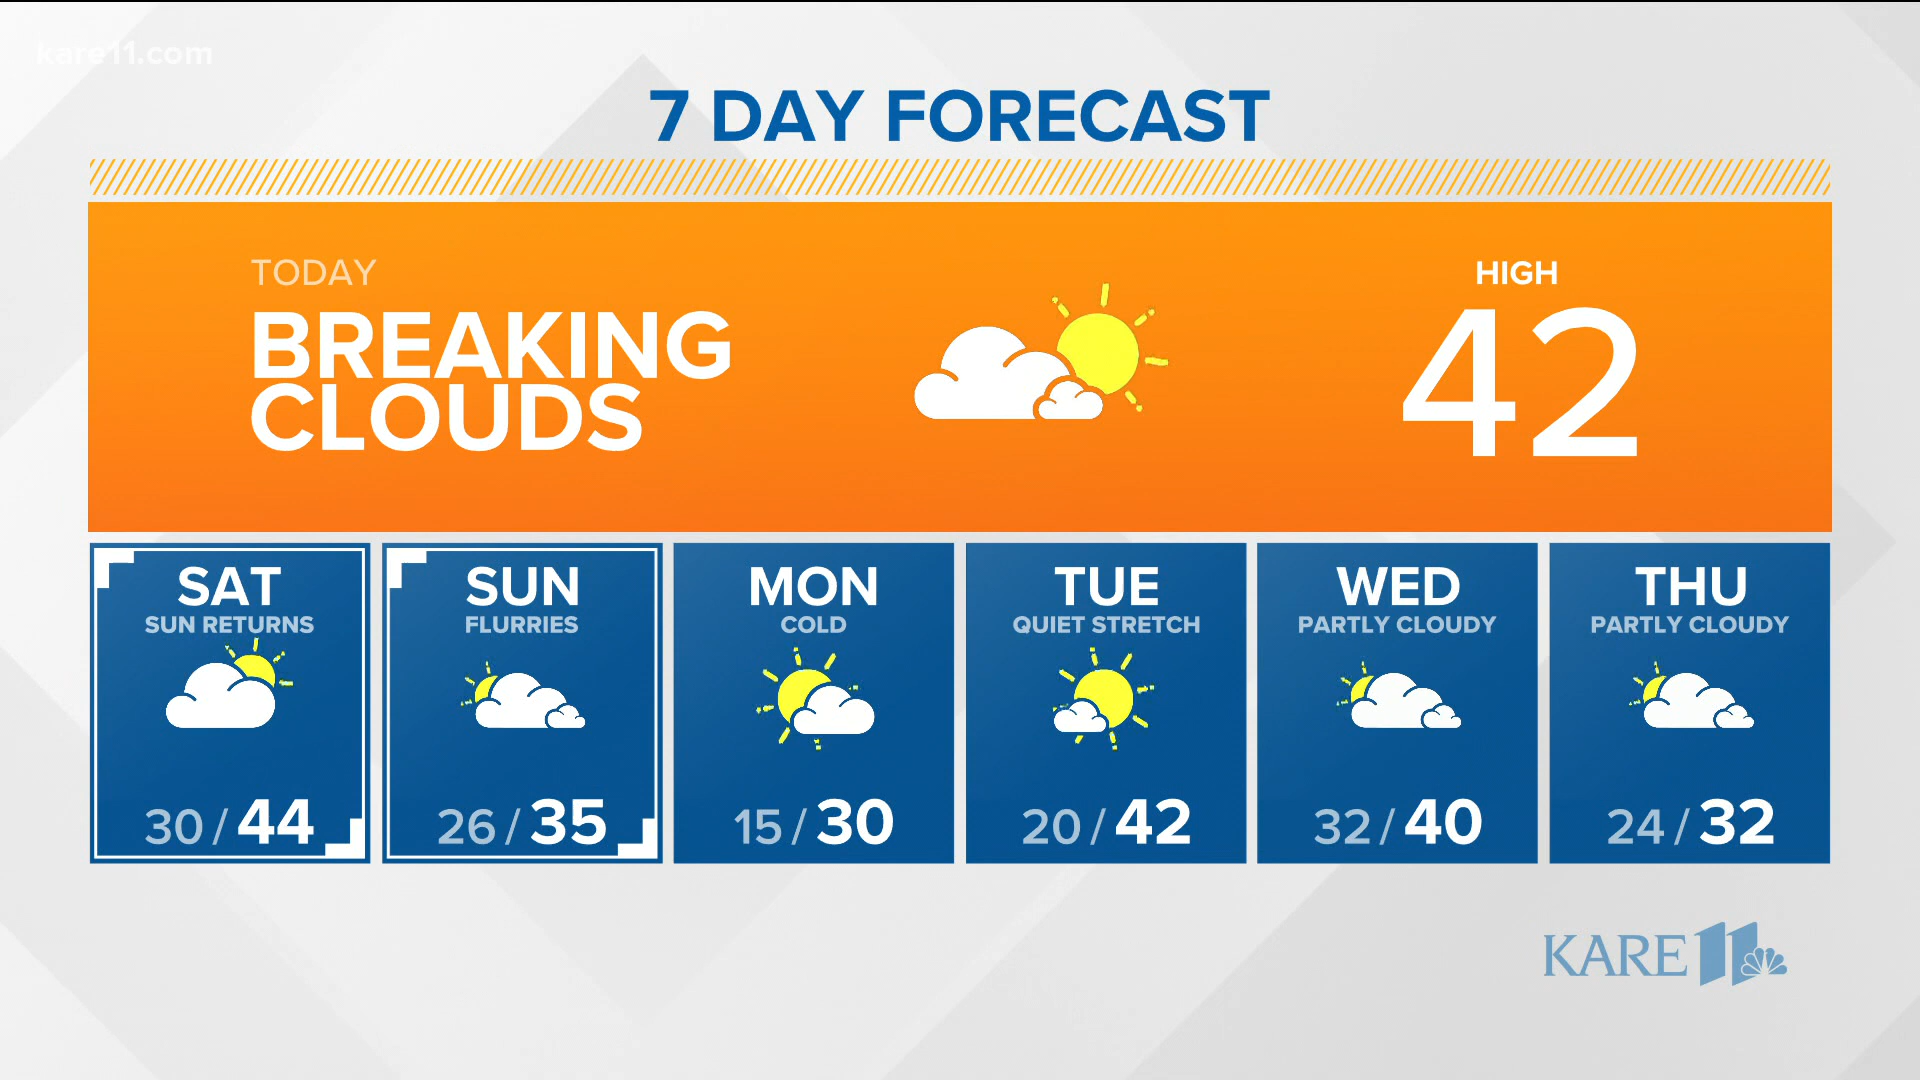 kare11.com
7 DAY FORECAST
TODAY
BREAKING
CLOUDS
HIGH
42
SAT
SUN RETURNS
30 / 44
SUN
FLURRIES
26 / 35
MON
COLD
15 / 30
TUE
QUIET STRETCH
20 / 42
WED
PARTLY CLOUDY
32 / 40
THU
PARTLY CLOUDY
24 / 32
KARE 11